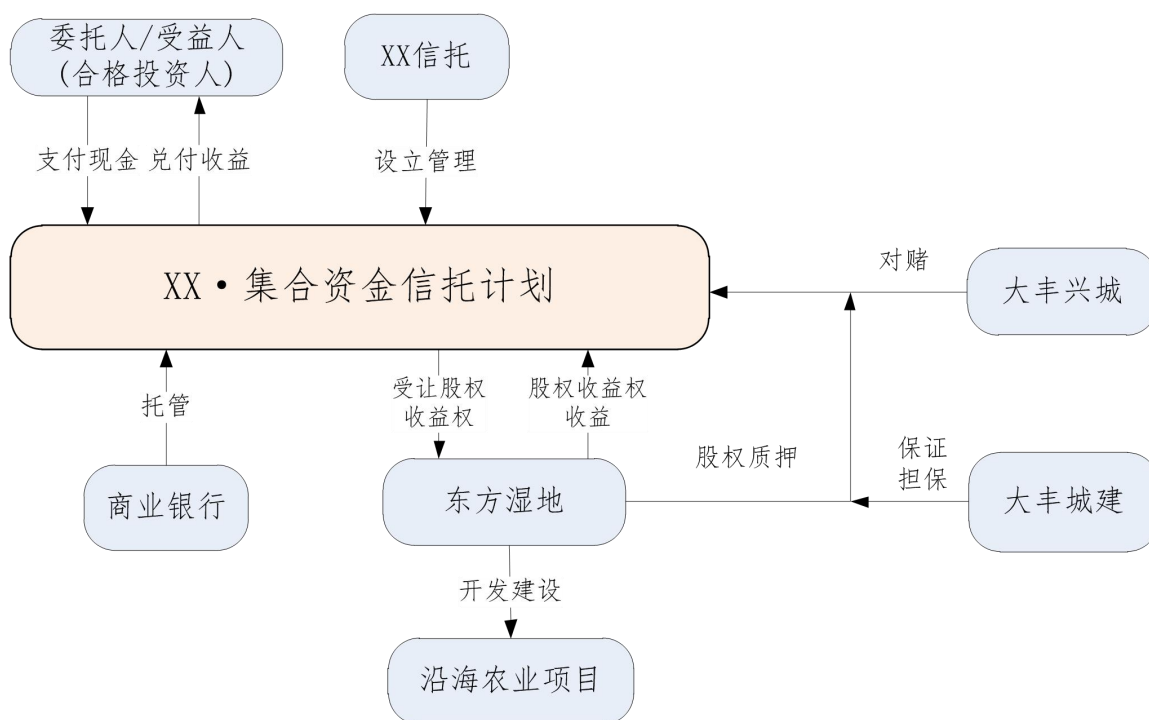 委托人/受益人
(合格投资人)
XX信托
支付现金
兑付收益
设立管理
XX·集合资金信托计划
对赌
大丰兴城
托管
受让股权
收益权
股权收益权
收益
商业银行
东方湿地
股权质押
保证
担保
大丰城建
开发建设
沿海农业项目